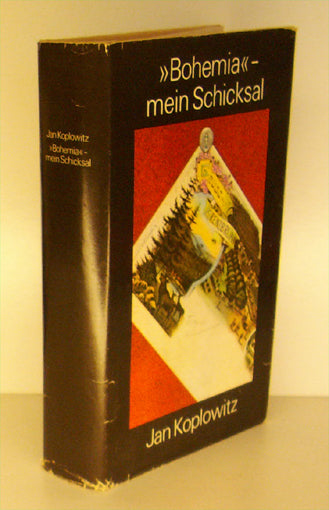 »Bohemia« –
mein Schicksal
Jan Koplowitz
Jan Koplowitz
»Bohemia« –
mein Schicksal